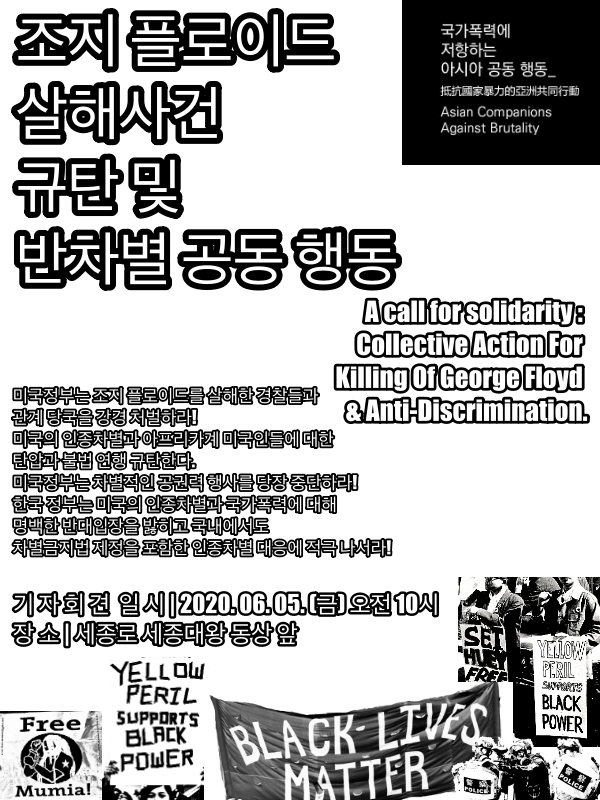 조지 플로이드
살해사건
규탄 및
반차별 공동 행동
국가폭력에
저항하는
아시아 공동 행동_
抵抗國家暴力的亞洲共同行動
Asian Companions
Against Brutality
A call for solidarity :
Collective Action For
Killing Of George Floyd
& Anti-Discrimination.
미국정부는 조지 플로이드를 살해한 경찰들과
관계 당국을 강경 처벌하라!
미국의 인종차별과 아프리카계 미국인들에 대한
탄압과 불법 연행 규탄한다.
미국정부는 차별적인 공권력 행사를 당장 중단하라!
한국 정부는 미국의 인종차별과 국가폭력에 대해
명백한 반대입장을 밝히고 국내에서도
차별금지법 제정을 포함한 인종차별 대응에 적극 나서라!
기 자 회 견 일 시 | 2020. 06. 05. (금) 오전 10시
장 소 | 세종로 세종대왕 동상 앞
Free
Mumia!
YELLOW
PERIL
SUPPORTS
BLACK
POWER
BLACK LIVES
MATTER
SET
HUEY
FREE
YELLOW
PERIL
SUPPORTS
BLACK
POWER
警察
POLICE
警察
POLICE